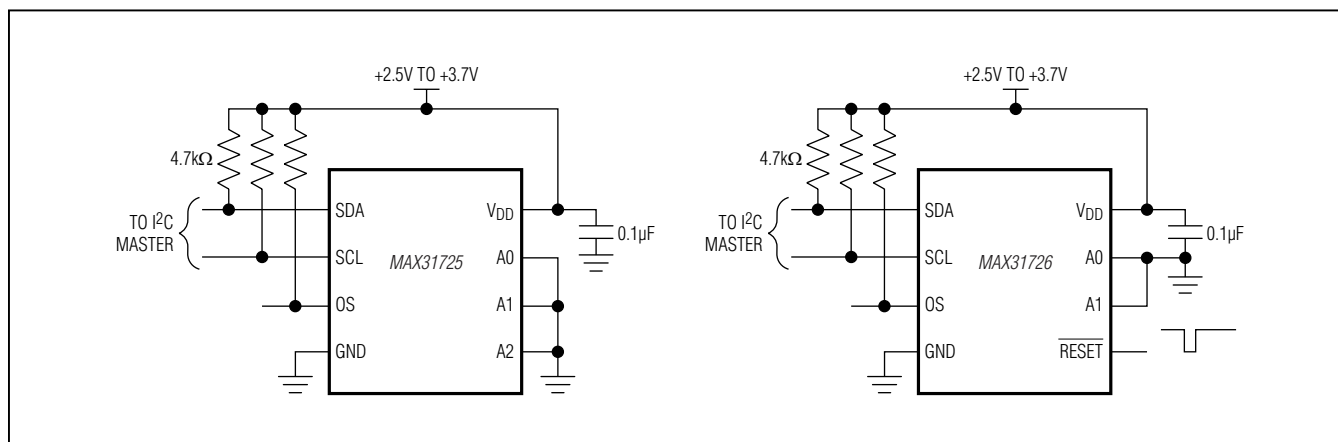 +2.5V TO +3.7V
4.7kΩ
TO I²C
MASTER
SDA
SCL
OS
GND
MAX31725
VDD
A0
A1
A2
0.1µF
+2.5V TO +3.7V
4.7kΩ
TO I²C
MASTER
SDA
SCL
OS
GND
MAX31726
VDD
A0
A1
RESET
0.1µF